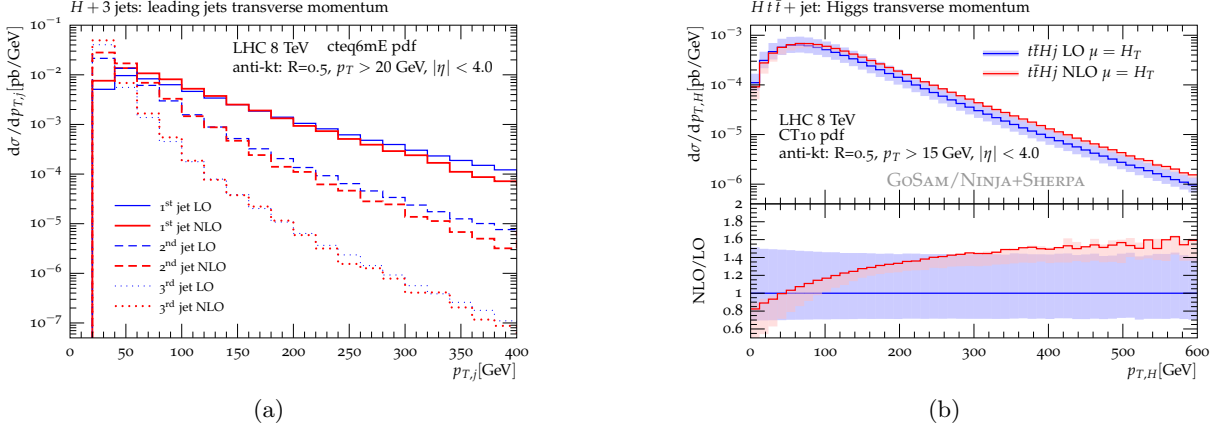 H + 3 jets: leading jets transverse momentum
dσ/dp_{T,j}[pb/GeV]
10^{-1}
10^{-2}
10^{-3}
10^{-4}
10^{-5}
10^{-6}
10^{-7}
LHC 8 TeV cteq6mE pdf
anti-kt: R=0.5, p_T > 20 GeV, |η| < 4.0
1st jet LO
1st jet NLO
2nd jet LO
2nd jet NLO
3rd jet LO
3rd jet NLO
0 50 100 150 200 250 300 350 400
p_{T,j}[GeV]
(a)
H t t̄ + jet: Higgs transverse momentum
dσ/dp_{T,H}[pb/GeV]
10^{-3}
10^{-4}
10^{-5}
10^{-6}
tt̄Hj LO μ = H_T
tt̄Hj NLO μ = H_T
LHC 8 TeV
CT10 pdf
anti-kt: R=0.5, p_T > 15 GeV, |η| < 4.0
GoSam/Ninja+Sherpa
NLO/LO
2
1.8
1.6
1.4
1.2
1
0.8
0.6
0 100 200 300 400 500 600
p_{T,H}[GeV]
(b)